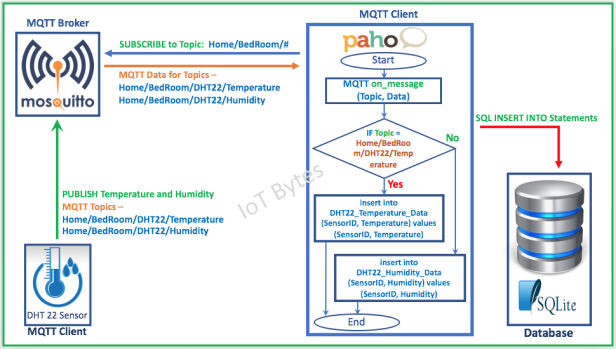 MQTT Broker
mosquitto
SUBSCRIBE to Topic: Home/BedRoom/#
MQTT Data for Topics –
Home/BedRoom/DHT22/Temperature
Home/BedRoom/DHT22/Humidity
PUBLISH Temperature and Humidity
MQTT Topics –
Home/BedRoom/DHT22/Temperature
Home/BedRoom/DHT22/Humidity
DHT 22 Sensor
MQTT Client
MQTT Client
paho
Start
MQTT on_message
(Topic, Data)
IF Topic =
Home/BedRoo
m/DHT22/Temp
erature
No
Yes
insert into
DHT22_Temperature_Data
(SensorID, Temperature) values
(SensorID, Temperature)
insert into
DHT22_Humidity_Data
(SensorID, Humidity) values
(SensorID, Humidity)
End
SQL INSERT INTO Statements
SQLite
Database
IoT Bytes